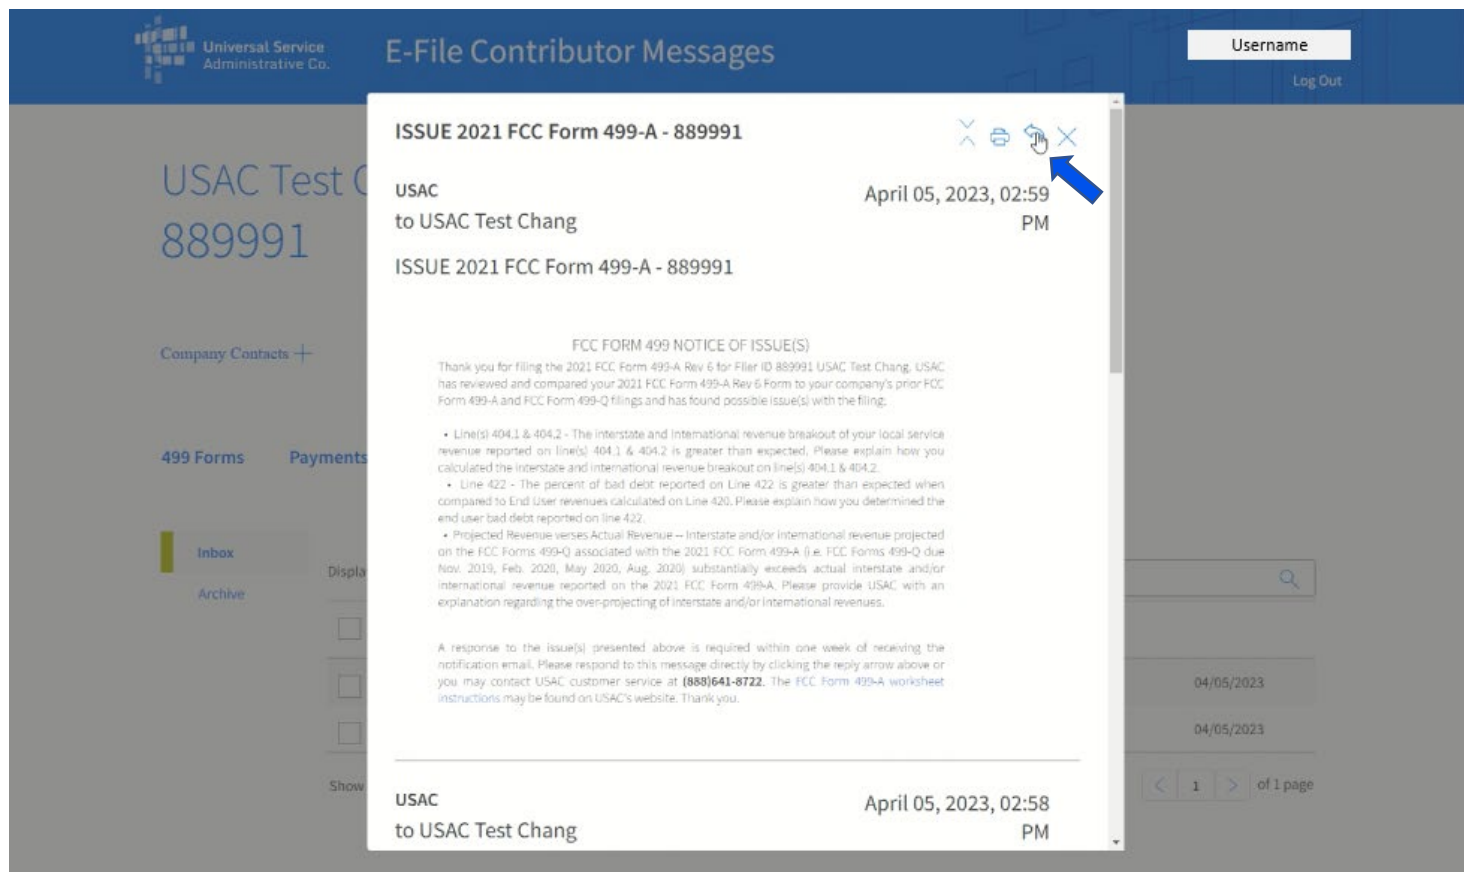 Universal Service
Administrative Co.
E-File Contributor Messages
Username
Log Out
USAC Test C
889991
Company Contacts
499 Forms
Payments
Inbox
Archive
Displa
Show
04/05/2023
04/05/2023
< 1 > of 1 page
ISSUE 2021 FCC Form 499-A - 889991
USAC
April 05, 2023, 02:59
to USAC Test Chang
PM
ISSUE 2021 FCC Form 499-A - 889991
FCC FORM 499 NOTICE OF ISSUE(S)
Thank you for filing the 2021 FCC Form 499-A Rev 6 for Filer ID 889991 USAC Test Chang. USAC
has reviewed and compared your 2021 FCC Form 499-A Rev 6 Form to your company's prior FCC
Form 499-A and FCC Form 499-Q filings and has found possible issue(s) with the filing.
• Line(s) 404.1 & 404.2 - The interstate and International revenue breakout of your local service
revenue reported on line(s) 404.1 & 404.2 is greater than expected. Please explain how you
calculated the interstate and international revenue breakout on line(s) 404.1 & 404.2.
• Line 422 - The percent of bad debt reported on Line 422 is greater than expected when
compared to End User revenues calculated on Line 420. Please explain how you determined the
end user bad debt reported on line 422.
• Projected Revenue verses Actual Revenue -- Interstate and/or international revenue projected
on the FCC Forms 499-Q associated with the 2021 FCC Form 499-A (i.e. FCC Forms 499-Q due
Nov. 2019, Feb. 2020, May 2020, Aug. 2020) substantially exceeds actual interstate and/or
international revenue reported on the 2021 FCC Form 499-A. Please provide USAC with an
explanation regarding the over-projecting of interstate and/or international revenues.
A response to the issue(s) presented above is required within one week of receiving the
notification email. Please respond to this message directly by clicking the reply arrow above or
you may contact USAC customer service at (888)641-8722. The FCC Form 499-A worksheet
instructions may be found on USAC's website. Thank you.
USAC
April 05, 2023, 02:58
to USAC Test Chang
PM